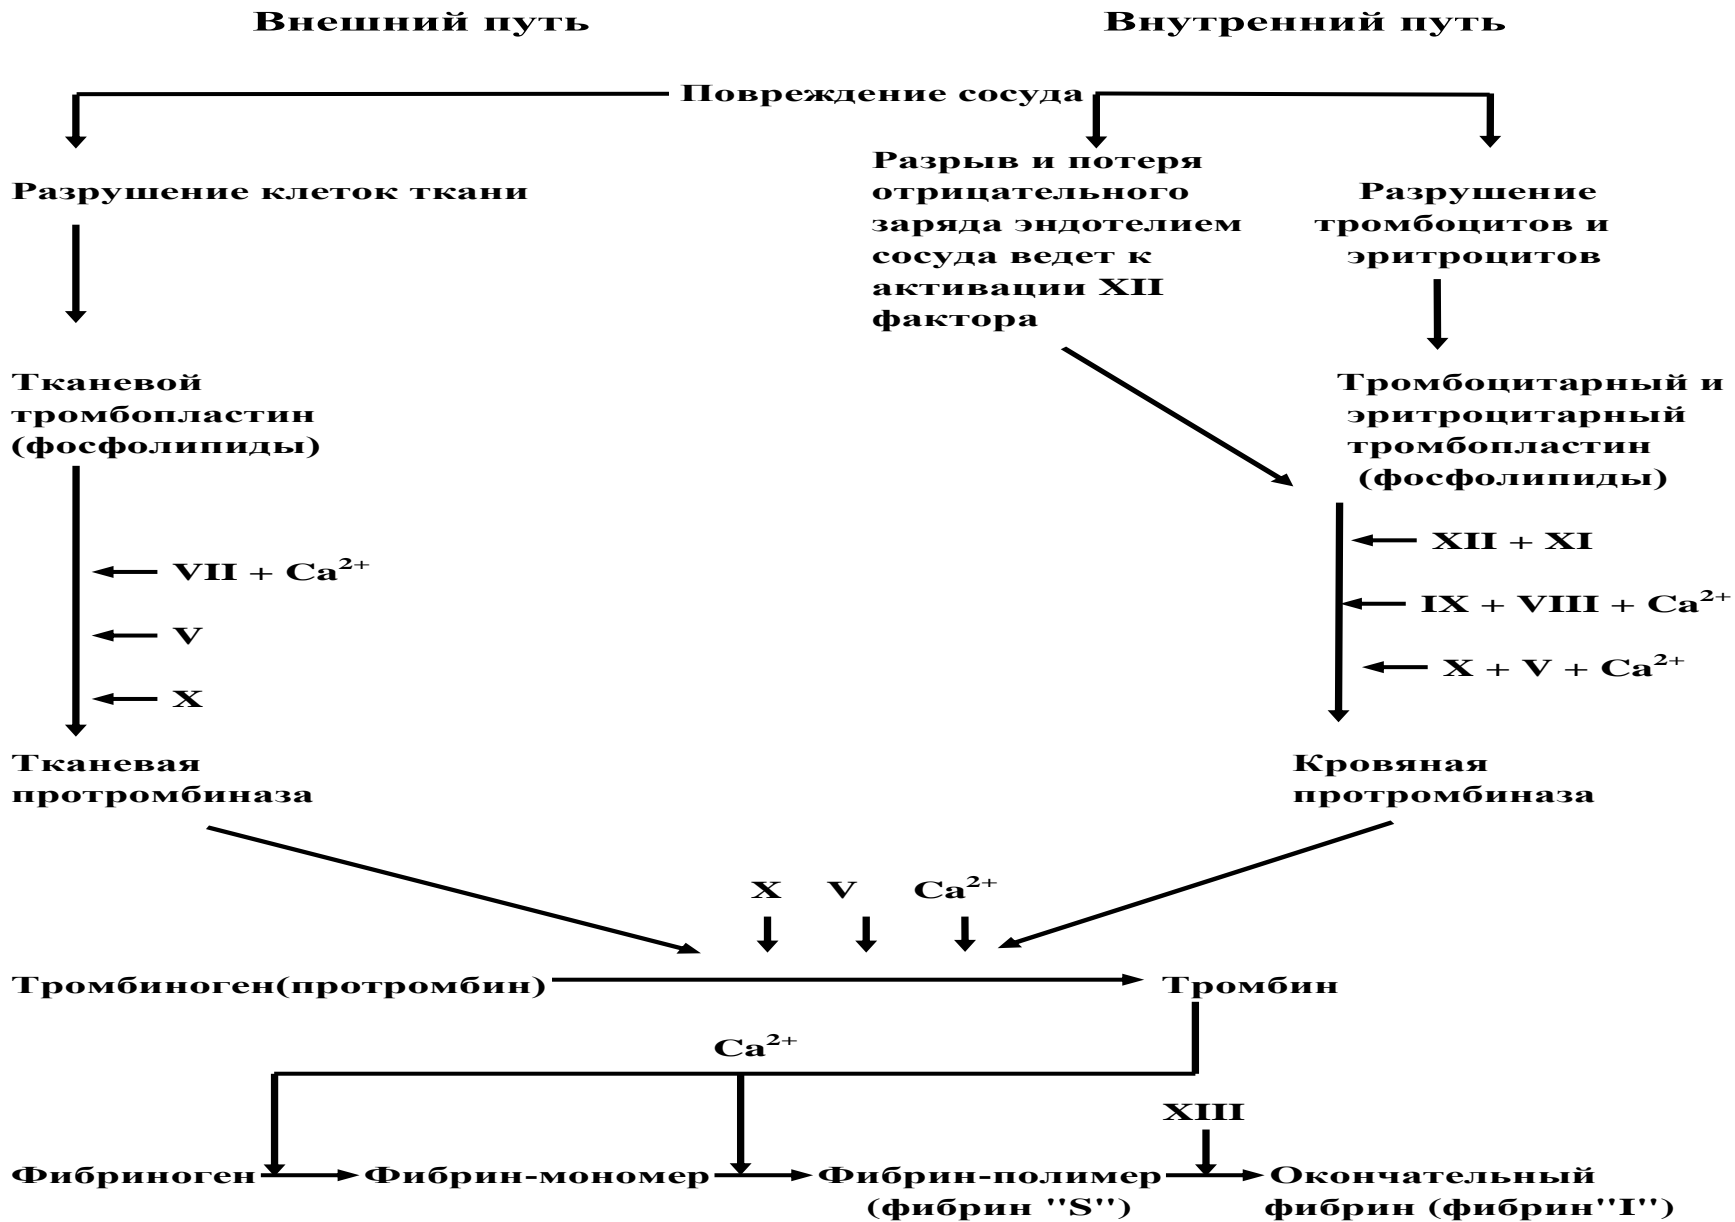 Внешний путь
Внутренний путь
Повреждение сосуда
Разрушение клеток ткани
Разрыв и потеря
отрицательного
заряда эндотелием
сосуда ведет к
активации XII
фактора
Разрушение
тромбоцитов и
эритроцитов
Тканевой
тромбопластин
(фосфолипиды)
Тромбоцитарный и
эритроцитарный
тромбопластин
(фосфолипиды)
VII + Ca²⁺
V
X
XII + XI
IX + VIII + Ca²⁺
X + V + Ca²⁺
Тканевая
протромбиназа
Кровяная
протромбиназа
X V Ca²⁺
Тромбиноген(протромбин)
Тромбин
Ca²⁺
XIII
Фибриноген
Фибрин-мономер
Фибрин-полимер
(фибрин "S")
Окончательный
фибрин (фибрин"I")